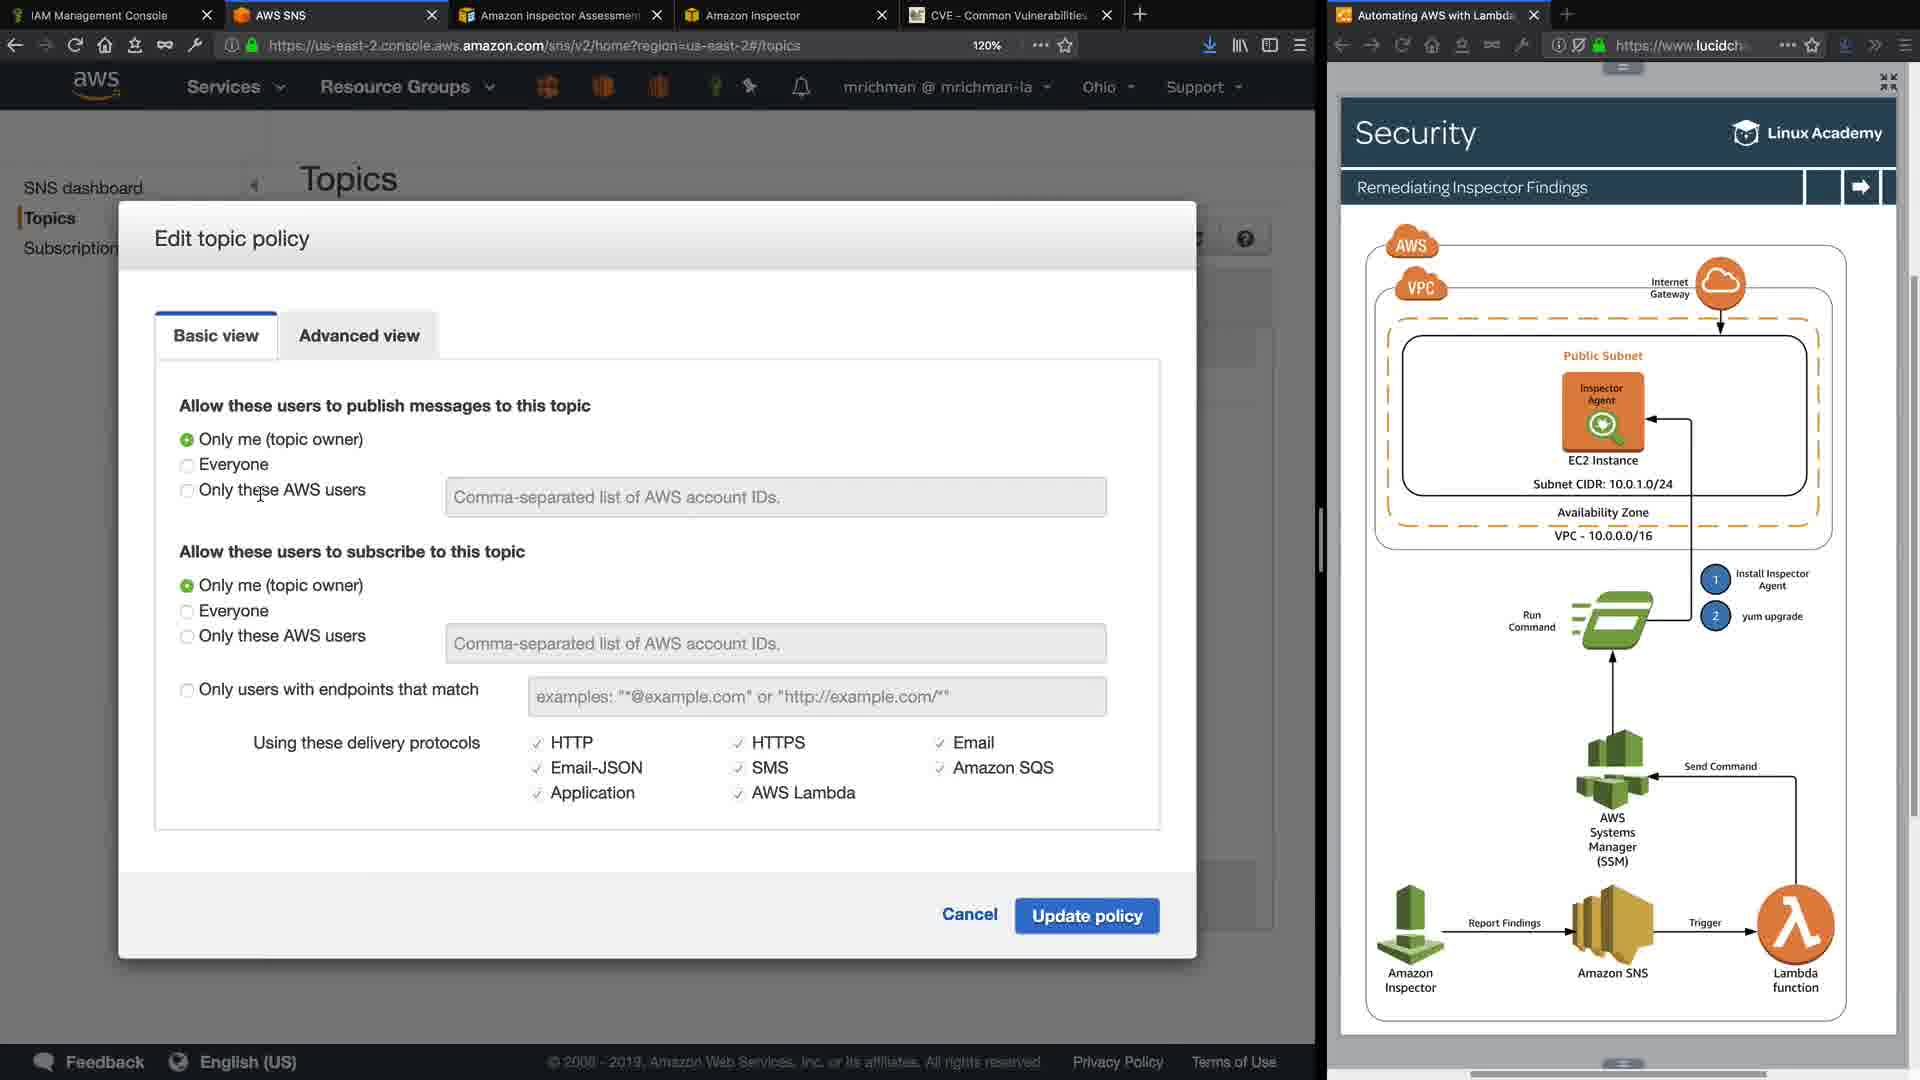 IAM Management Console
AWS SNS
Amazon Inspector Assessment
Amazon Inspector
CVE - Common Vulnerabilities
Automating AWS with Lambda,
https://us-east-2.console.aws.amazon.com/sns/v2/home?region=us-east-2#/topics
120%
https://www.lucidch
aws
Services
Resource Groups
mrichman @ mrichman-la
Ohio
Support
SNS dashboard
Topics
Subscription
Topics
Edit topic policy
Basic view
Advanced view
Allow these users to publish messages to this topic
Only me (topic owner)
Everyone
Only these AWS users
Comma-separated list of AWS account IDs.
Allow these users to subscribe to this topic
Only me (topic owner)
Everyone
Only these AWS users
Comma-separated list of AWS account IDs.
Only users with endpoints that match
examples: "*@example.com" or "http://example.com/*"
Using these delivery protocols
HTTP
HTTPS
Email
Email-JSON
SMS
Amazon SQS
Application
AWS Lambda
Cancel
Update policy
Feedback
English (US)
© 2008 - 2019, Amazon Web Services, Inc. or its affiliates. All rights reserved
Privacy Policy
Terms of Use
Security
Linux Academy
Remediating Inspector Findings
AWS
VPC
Internet
Gateway
Public Subnet
Inspector
Agent
EC2 Instance
Subnet CIDR: 10.0.1.0/24
Availability Zone
VPC - 10.0.0.0/16
1
Install Inspector
Agent
2
yum upgrade
Run
Command
Send Command
AWS
Systems
Manager
(SSM)
Report Findings
Trigger
Amazon
Inspector
Amazon SNS
Lambda
function